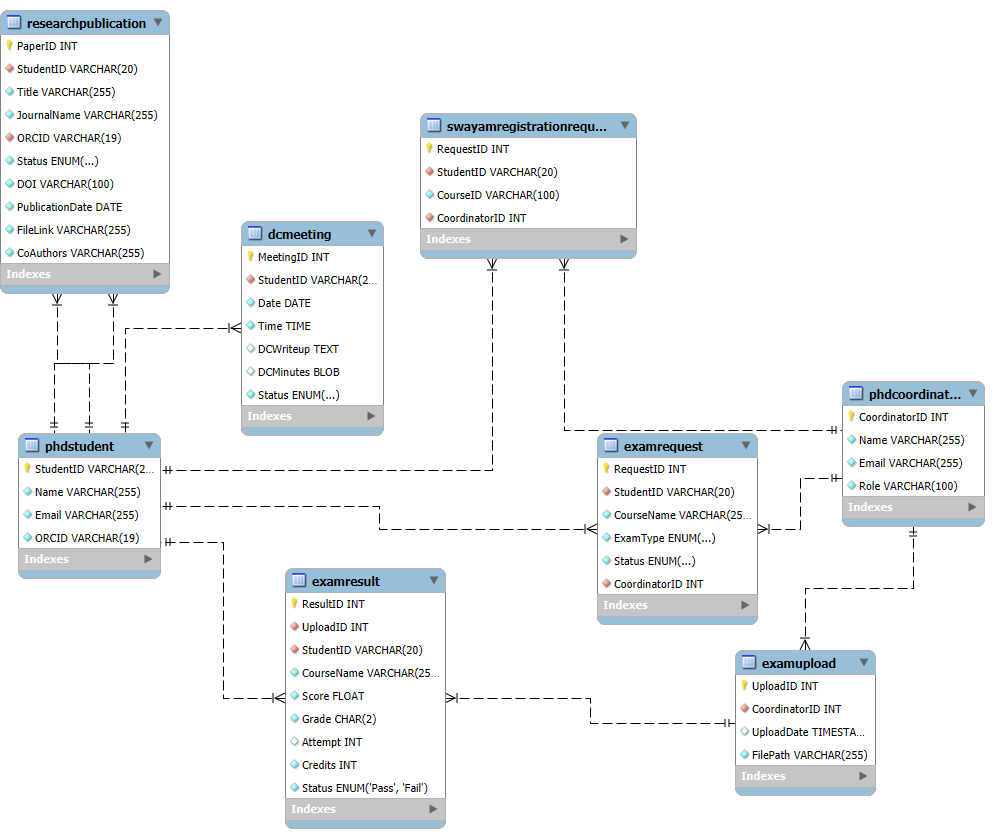 researchpublication
PaperID INT
StudentID VARCHAR(20)
Title VARCHAR(255)
JournalName VARCHAR(255)
ORCID VARCHAR(19)
Status ENUM(...)
DOI VARCHAR(100)
PublicationDate DATE
FileLink VARCHAR(255)
CoAuthors VARCHAR(255)
Indexes
swayamregistrationrequ...
RequestID INT
StudentID VARCHAR(20)
CourseID VARCHAR(100)
CoordinatorID INT
Indexes
dcmeeting
MeetingID INT
StudentID VARCHAR(2...
Date DATE
Time TIME
DCWriteup TEXT
DCMinutes BLOB
Status ENUM(...)
Indexes
phdcoordinat...
CoordinatorID INT
Name VARCHAR(255)
Email VARCHAR(255)
Role VARCHAR(100)
Indexes
phdstudent
StudentID VARCHAR(2...
Name VARCHAR(255)
Email VARCHAR(255)
ORCID VARCHAR(19)
Indexes
examrequest
RequestID INT
StudentID VARCHAR(20)
CourseName VARCHAR(25...
ExamType ENUM(...)
Status ENUM(...)
CoordinatorID INT
Indexes
examresult
ResultID INT
UploadID INT
StudentID VARCHAR(20)
CourseName VARCHAR(25...
Score FLOAT
Grade CHAR(2)
Attempt INT
Credits INT
Status ENUM('Pass', 'Fail')
Indexes
examupload
UploadID INT
CoordinatorID INT
UploadDate TIMESTA...
FilePath VARCHAR(255)
Indexes